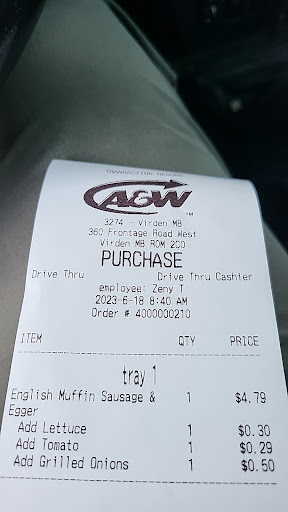 TRANSACTION RECORD
A&W
TM
3274 - Virden MB
360 Frontage Road West
Virden MB R0M 2C0
PURCHASE
Drive Thru Drive Thru Cashier
employee: Zeny T
2023-6-18 8:40 AM
Order # 4000000210
ITEM QTY PRICE
tray 1
English Muffin Sausage & 1 $4.79
Egger
Add Lettuce 1 $0.30
Add Tomato 1 $0.29
Add Grilled Onions 1 $0.50